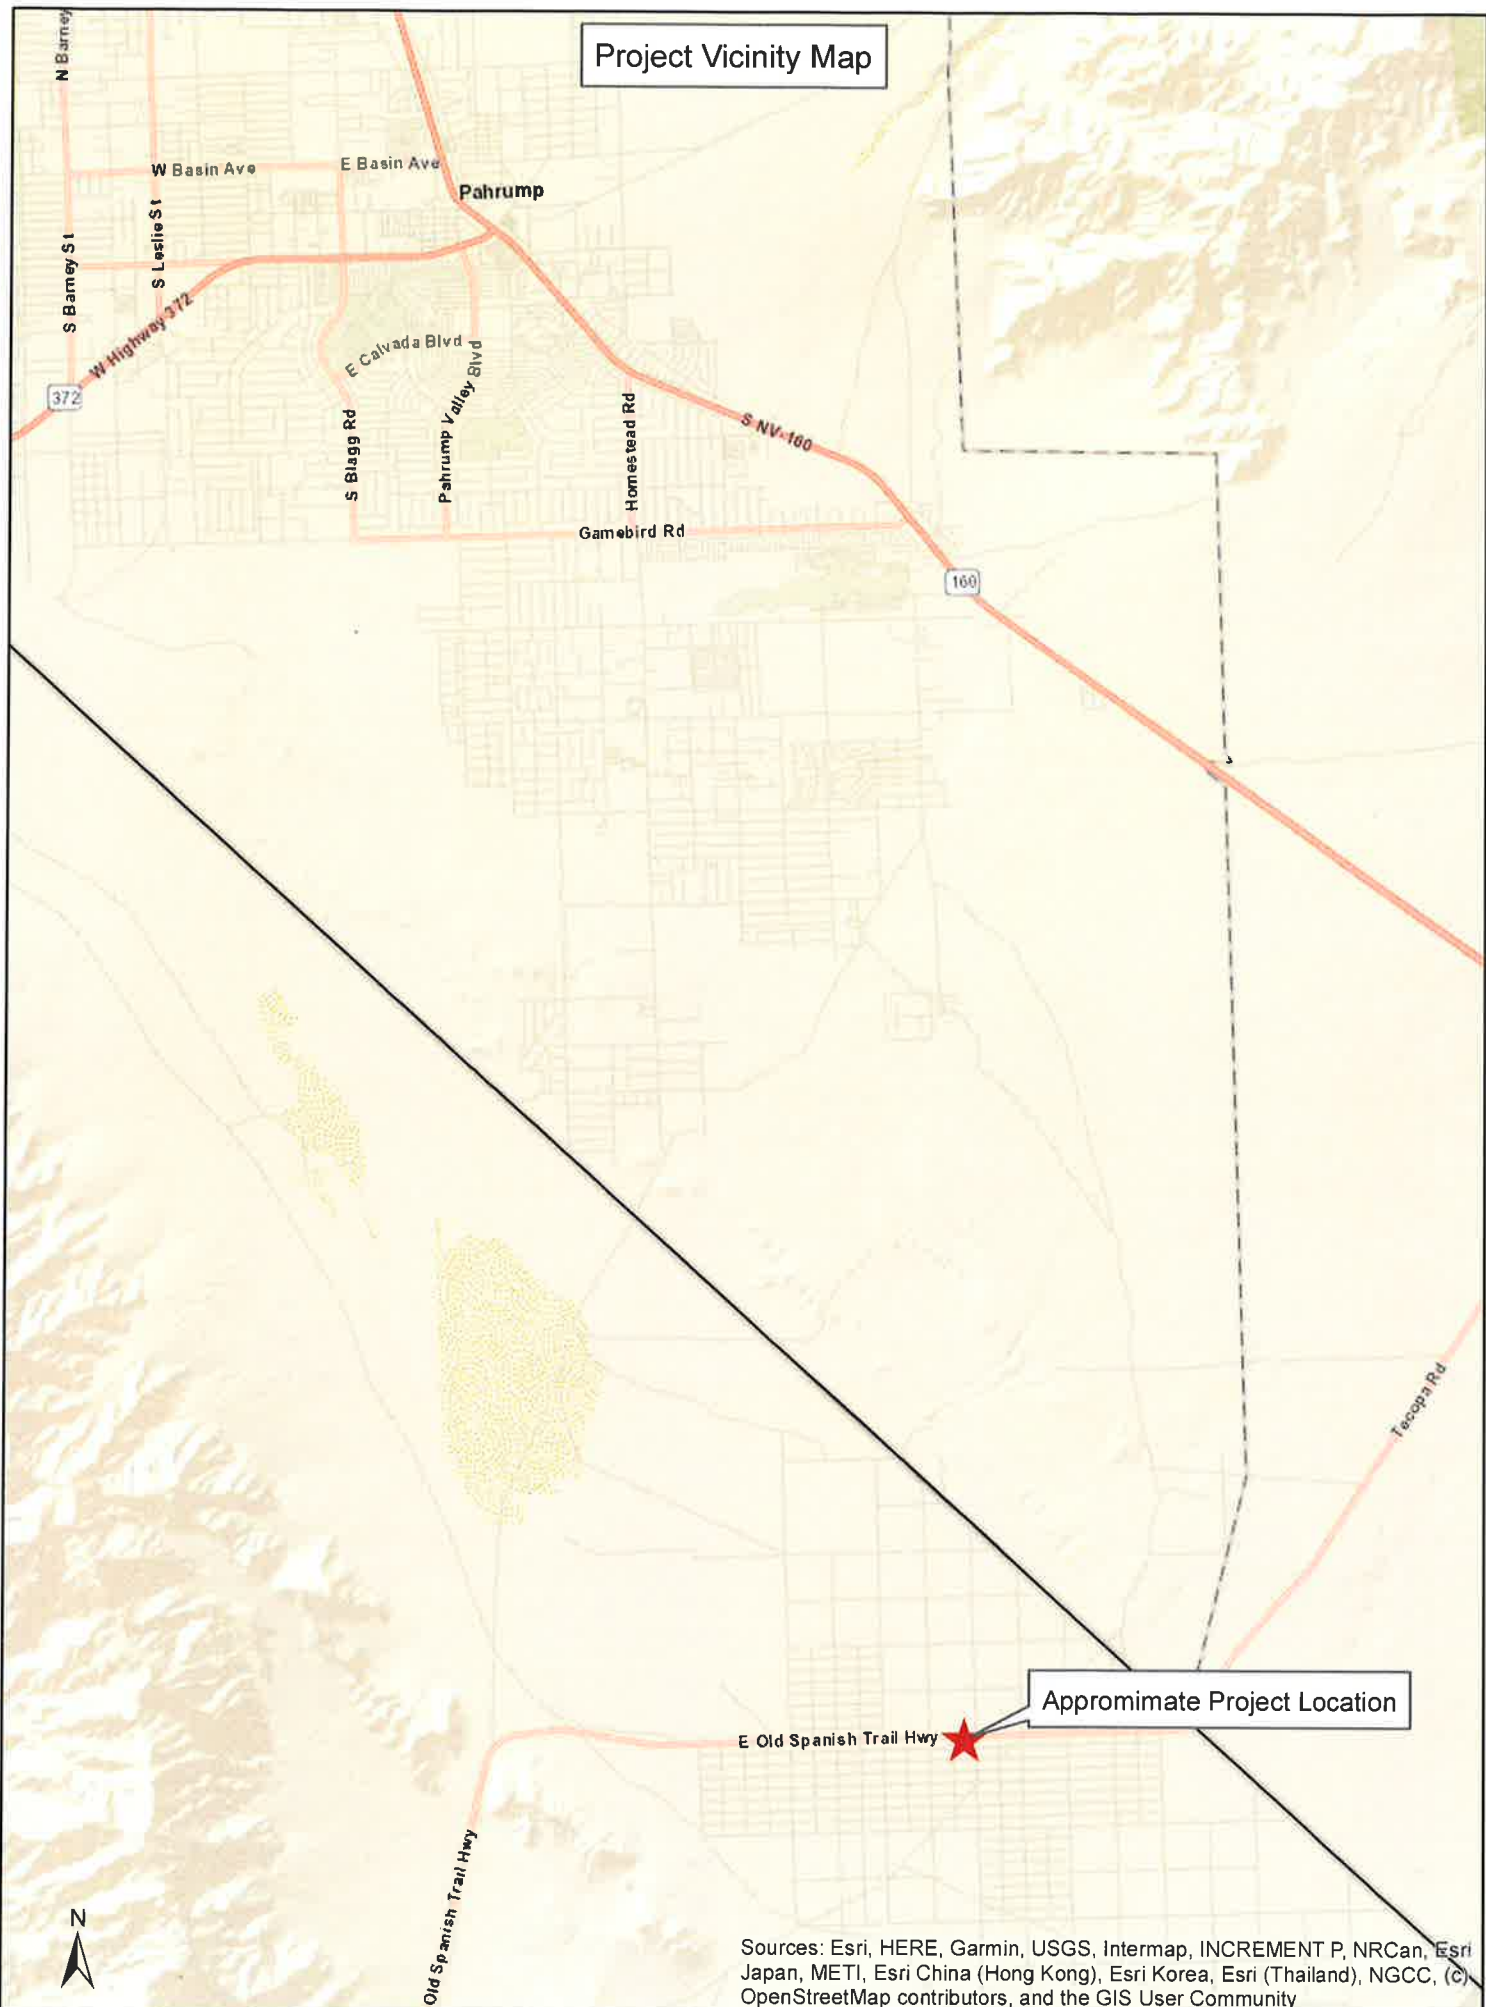 Project Vicinity Map
N Barney
W Basin Ave
E Basin Ave
Pahrump
S Leslie St
S Barney St
W Highway 372
372
E Calvada Blvd
Pahrump Valley Blvd
S Blagg Rd
Homestead Rd
S NV-160
Gamebird Rd
160
Tecopa Rd
Appromimate Project Location
E Old Spanish Trail Hwy
Old Spanish Trail Hwy
N
Sources: Esri, HERE, Garmin, USGS, Intermap, INCREMENT P, NRCan, Esri
Japan, METI, Esri China (Hong Kong), Esri Korea, Esri (Thailand), NGCC, (c)
OpenStreetMap contributors, and the GIS User Community